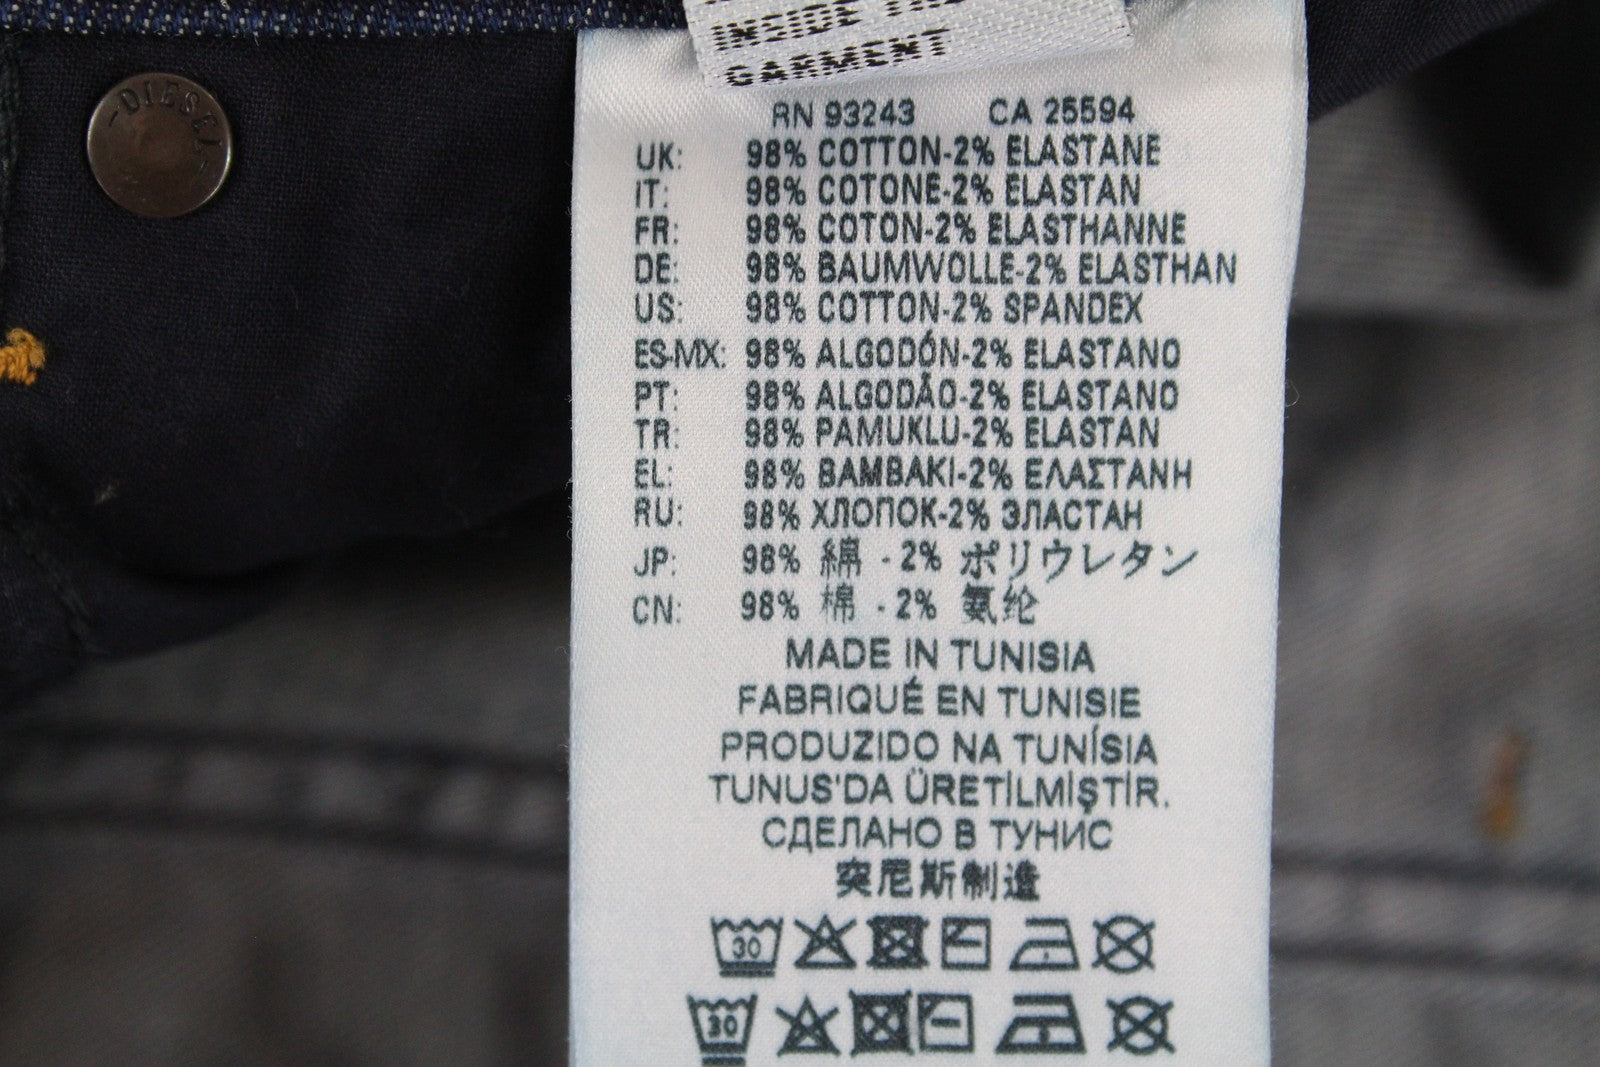 INSIDE
GARMENT
DIESEL
RN 93243 CA 25594
UK: 98% COTTON-2% ELASTANE
IT: 98% COTONE-2% ELASTAN
FR: 98% COTON-2% ELASTHANNE
DE: 98% BAUMWOLLE-2% ELASTHAN
US: 98% COTTON-2% SPANDEX
ES-MX: 98% ALGODÓN-2% ELASTANO
PT: 98% ALGODÃO-2% ELASTANO
TR: 98% PAMUKLU-2% ELASTAN
EL: 98% BAMBAKI-2% ΕΛΑΣΤΑΝΗ
RU: 98% ХЛОПОК-2% ЭЛАСТАН
JP: 98% 綿 - 2% ポリウレタン
CN: 98% 棉 - 2% 氨纶
MADE IN TUNISIA
FABRIQUÉ EN TUNISIE
PRODUZIDO NA TUNÍSIA
TUNUS'DA ÜRETİLMİŞTİR.
СДЕЛАНО В ТУНИС
突尼斯制造
30
30